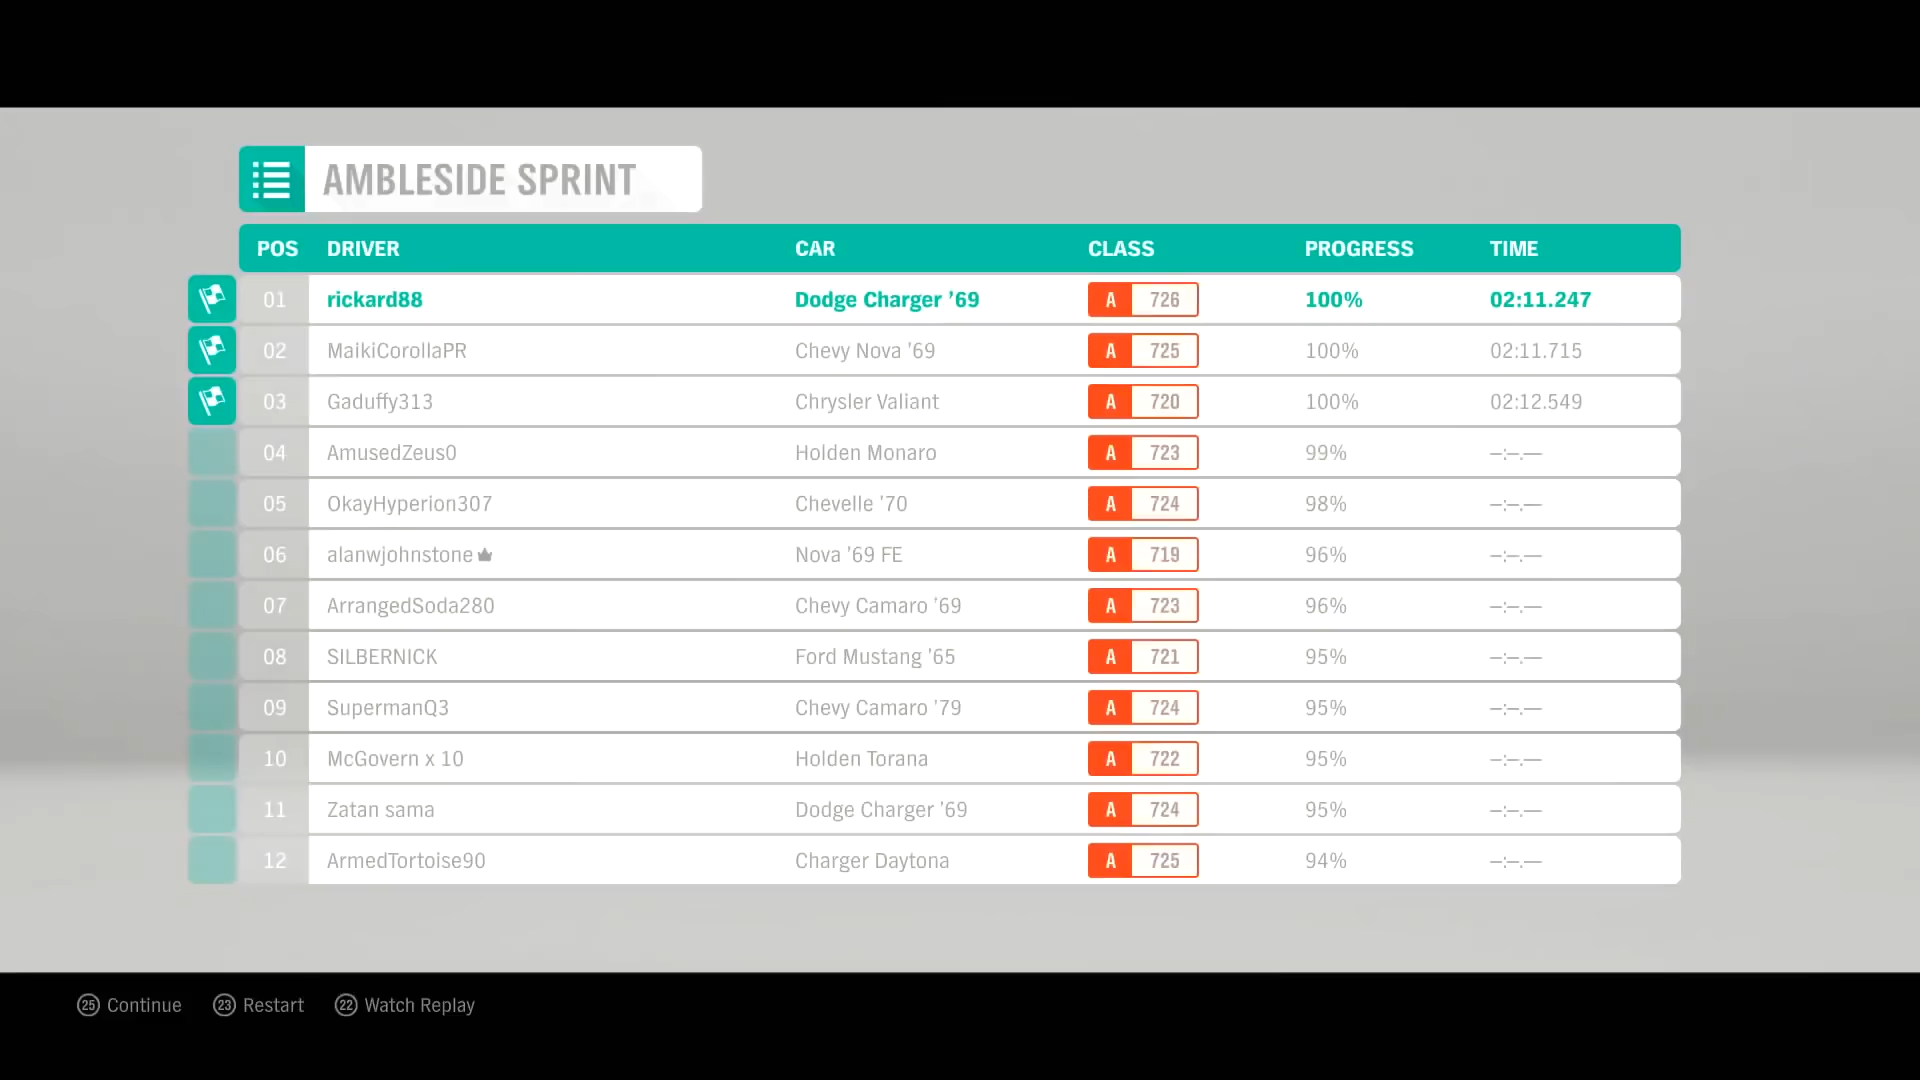 AMBLESIDE SPRINT
POS DRIVER CAR CLASS PROGRESS TIME
01 rickard88 Dodge Charger ’69 A 726 100% 02:11.247
02 MaikiCorollaPR Chevy Nova ’69 A 725 100% 02:11.715
03 Gaduffy313 Chrysler Valiant A 720 100% 02:12.549
04 AmusedZeus0 Holden Monaro A 723 99% –:–.––
05 OkayHyperion307 Chevelle ’70 A 724 98% –:–.––
06 alanwjohnstone Nova ’69 FE A 719 96% –:–.––
07 ArrangedSoda280 Chevy Camaro ’69 A 723 96% –:–.––
08 SILBERNICK Ford Mustang ’65 A 721 95% –:–.––
09 SupermanQ3 Chevy Camaro ’79 A 724 95% –:–.––
10 McGovern x 10 Holden Torana A 722 95% –:–.––
11 Zatan sama Dodge Charger ’69 A 724 95% –:–.––
12 ArmedTortoise90 Charger Daytona A 725 94% –:–.––
25 Continue 23 Restart 22 Watch Replay